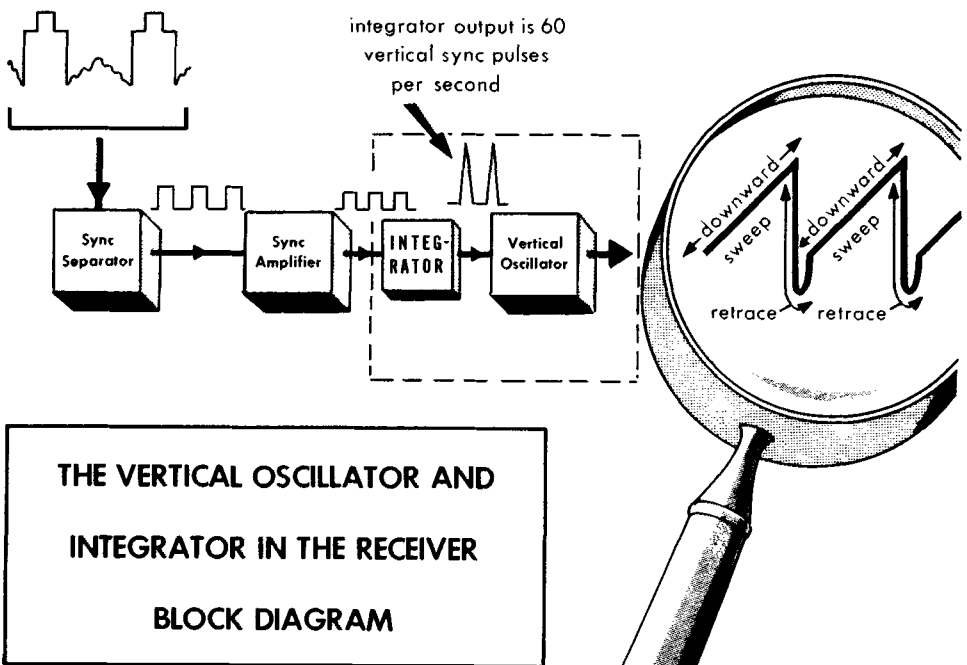 integrator output is 60
vertical sync pulses
per second
Sync
Separator
Sync
Amplifier
INTEG-
RATOR
Vertical
Oscillator
downward
sweep
downward
sweep
retrace
retrace
THE VERTICAL OSCILLATOR AND
INTEGRATOR IN THE RECEIVER
BLOCK DIAGRAM